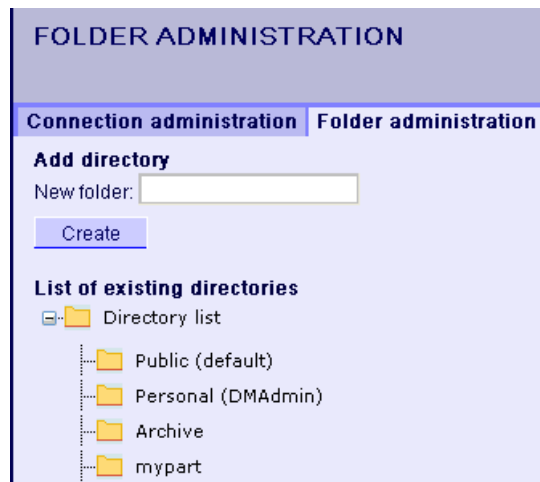 FOLDER ADMINISTRATION
Connection administration Folder administration
Add directory
New folder:
Create
List of existing directories
Directory list
Public (default)
Personal (DMAdmin)
Archive
mypart